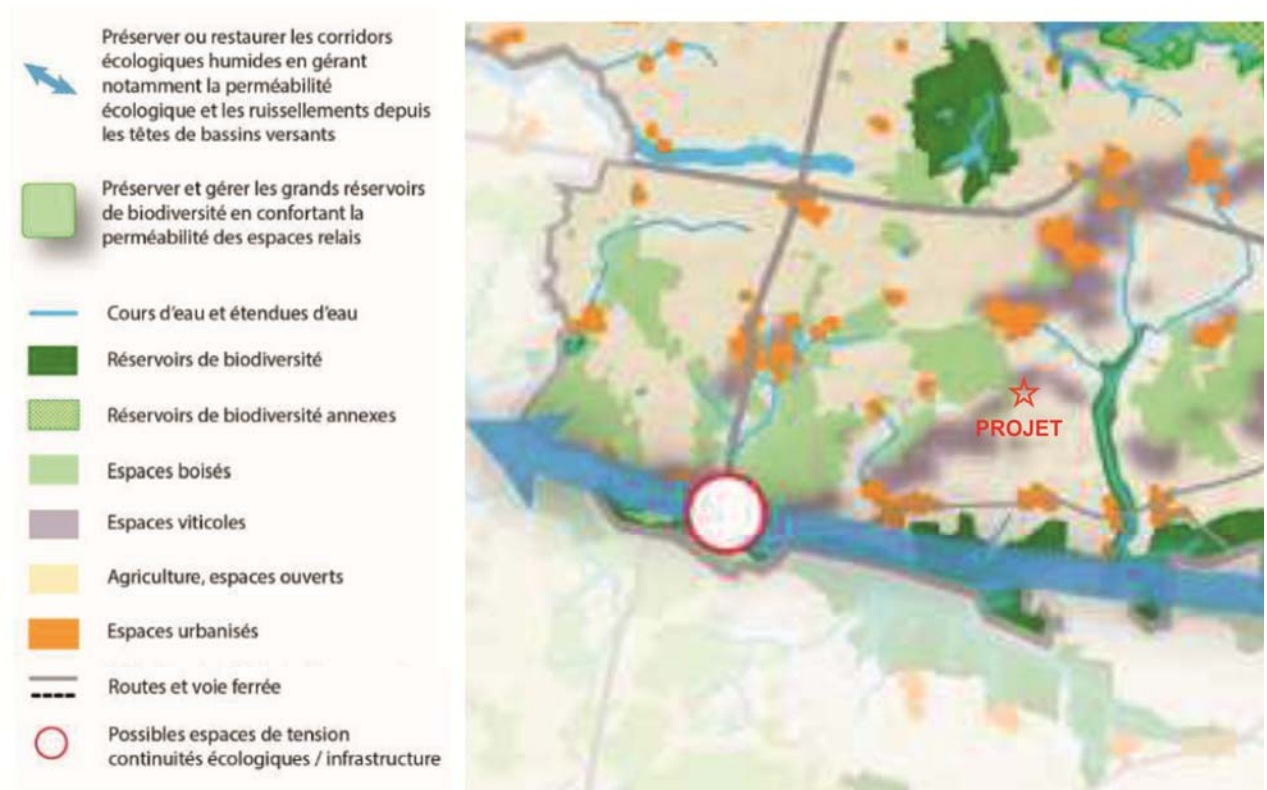 Préserver ou restaurer les corridors
écologiques humides en gérant
notamment la perméabilité
écologique et les ruissellements depuis
les têtes de bassins versants
Préserver et gérer les grands réservoirs
de biodiversité en confortant la
perméabilité des espaces relais
Cours d'eau et étendues d'eau
Réservoirs de biodiversité
Réservoirs de biodiversité annexes
Espaces boisés
Espaces viticoles
Agriculture, espaces ouverts
Espaces urbanisés
Routes et voie ferrée
Possibles espaces de tension
continuités écologiques / infrastructure
PROJET